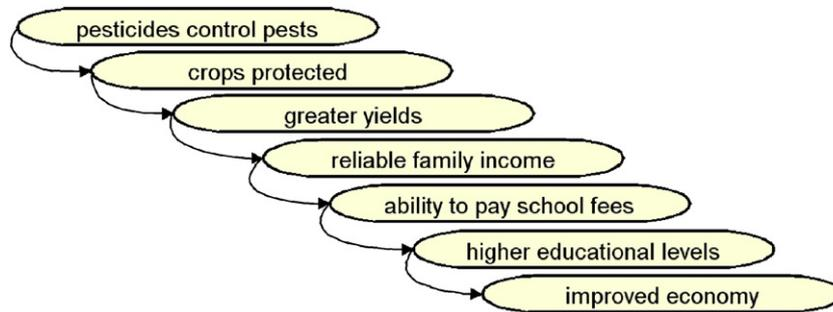 pesticides control pests
crops protected
greater yields
reliable family income
ability to pay school fees
higher educational levels
improved economy